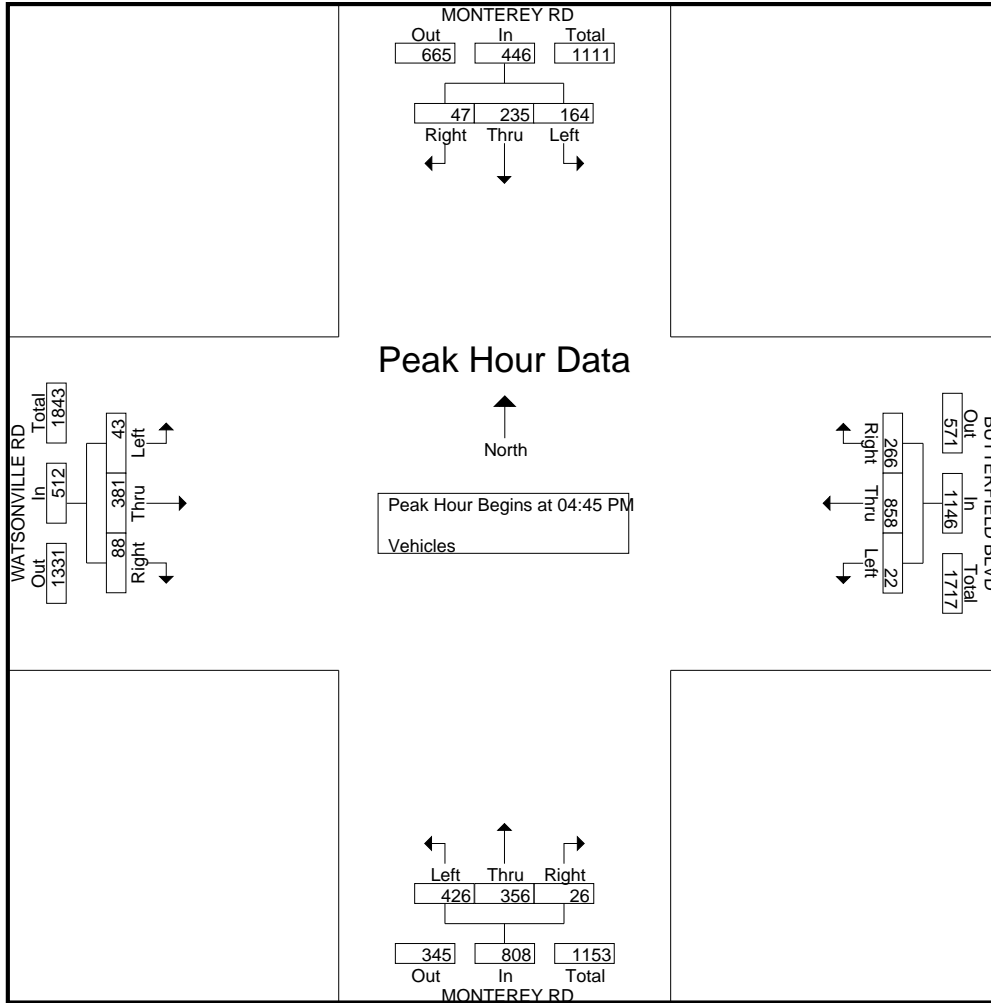 MONTEREY RD
Out In Total
665 446 1111
47 235 164
Right Thru Left
Peak Hour Data
North
Peak Hour Begins at 04:45 PM
Vehicles
WATSONVILLE RD
Out In Total
1331 512 1843
88 381 43
Right Thru Left
BUTTERFIELD BLVD
Out In Total
571 1146 1717
266 858 22
Right Thru Left
Left Thru Right
426 356 26
345 808 1153
Out In Total
MONTEREY RD